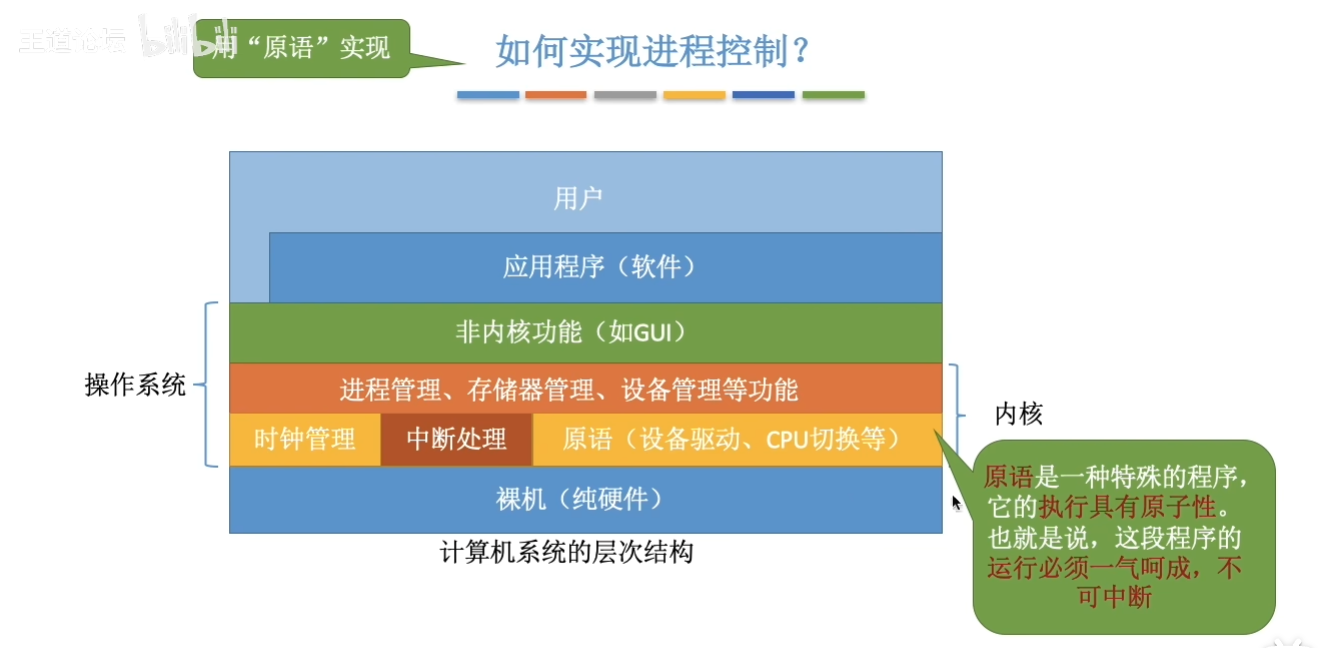 王道论坛 bilibili
用“原语”实现
如何实现进程控制？
用户
应用程序（软件）
非内核功能（如GUI）
操作系统
进程管理、存储器管理、设备管理等功能
内核
时钟管理
中断处理
原语（设备驱动、CPU切换等）
原语是一种特殊的程序，
它的执行具有原子性。
也就是说，这段程序的
运行必须一气呵成，不
可中断
裸机（纯硬件）
计算机系统的层次结构